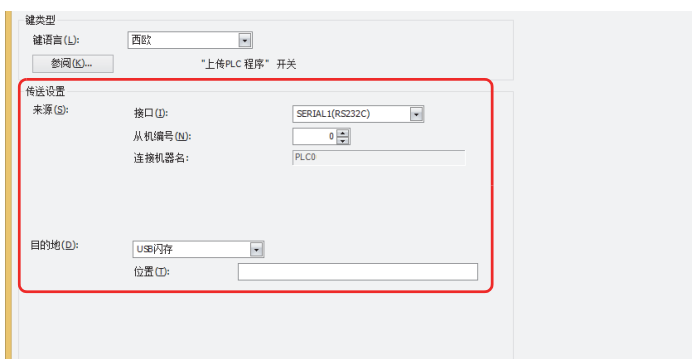 键类型
键语言(L): 西欧
参阅(K)... "上传PLC 程序" 开关
传送设置
来源(S): 接口(I): SERIAL1(RS232C)
从机编号(N): 0
连接机器名: PLC0
目的地(D): USB闪存
位置(T):